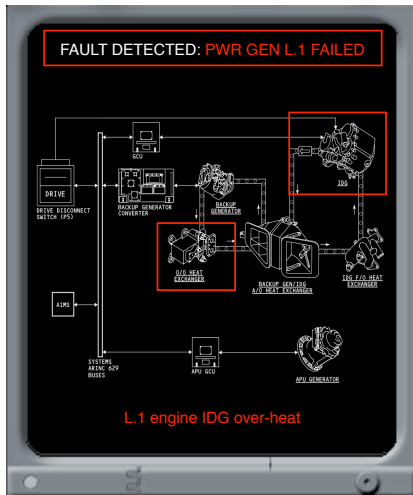 FAULT DETECTED: PWR GEN L.1 FAILED
GCU
IDG
DRIVE
DRIVE DISCONNECT
SWITCH (P5)
BACKUP GENERATOR
CONVERTER
BACKUP
GENERATOR
O/O HEAT
EXCHANGER
BACKUP GEN/IDG
A/O HEAT EXCHANGER
IDG F/O HEAT
EXCHANGER
AIMS
SYSTEMS
ARINC 629
BUSES
APU GCU
APU GENERATOR
L.1 engine IDG over-heat